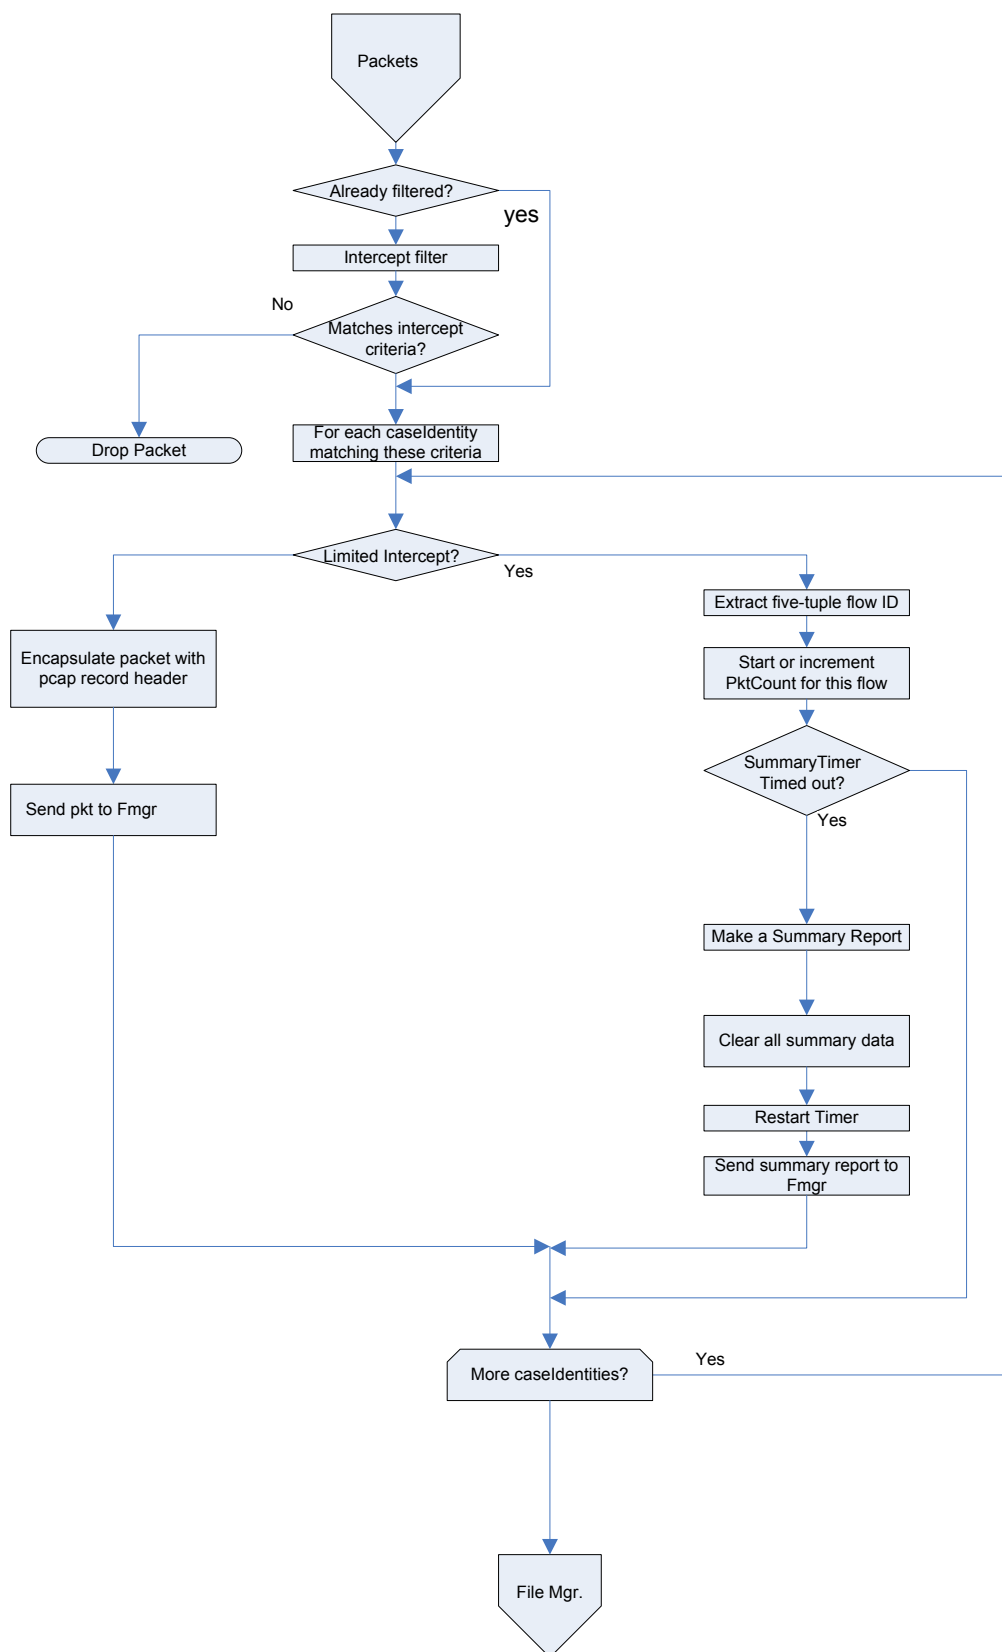 Packets
Already filtered?
yes
Intercept filter
No
Matches intercept
criteria?
Drop Packet
For each caseIdentity
matching these criteria
Limited Intercept?
Yes
Extract five-tuple flow ID
Encapsulate packet with
pcap record header
Start or increment
PktCount for this flow
SummaryTimer
Timed out?
Send pkt to Fmgr
Yes
Make a Summary Report
Clear all summary data
Restart Timer
Send summary report to
Fmgr
More caseIdentities?
Yes
File Mgr.